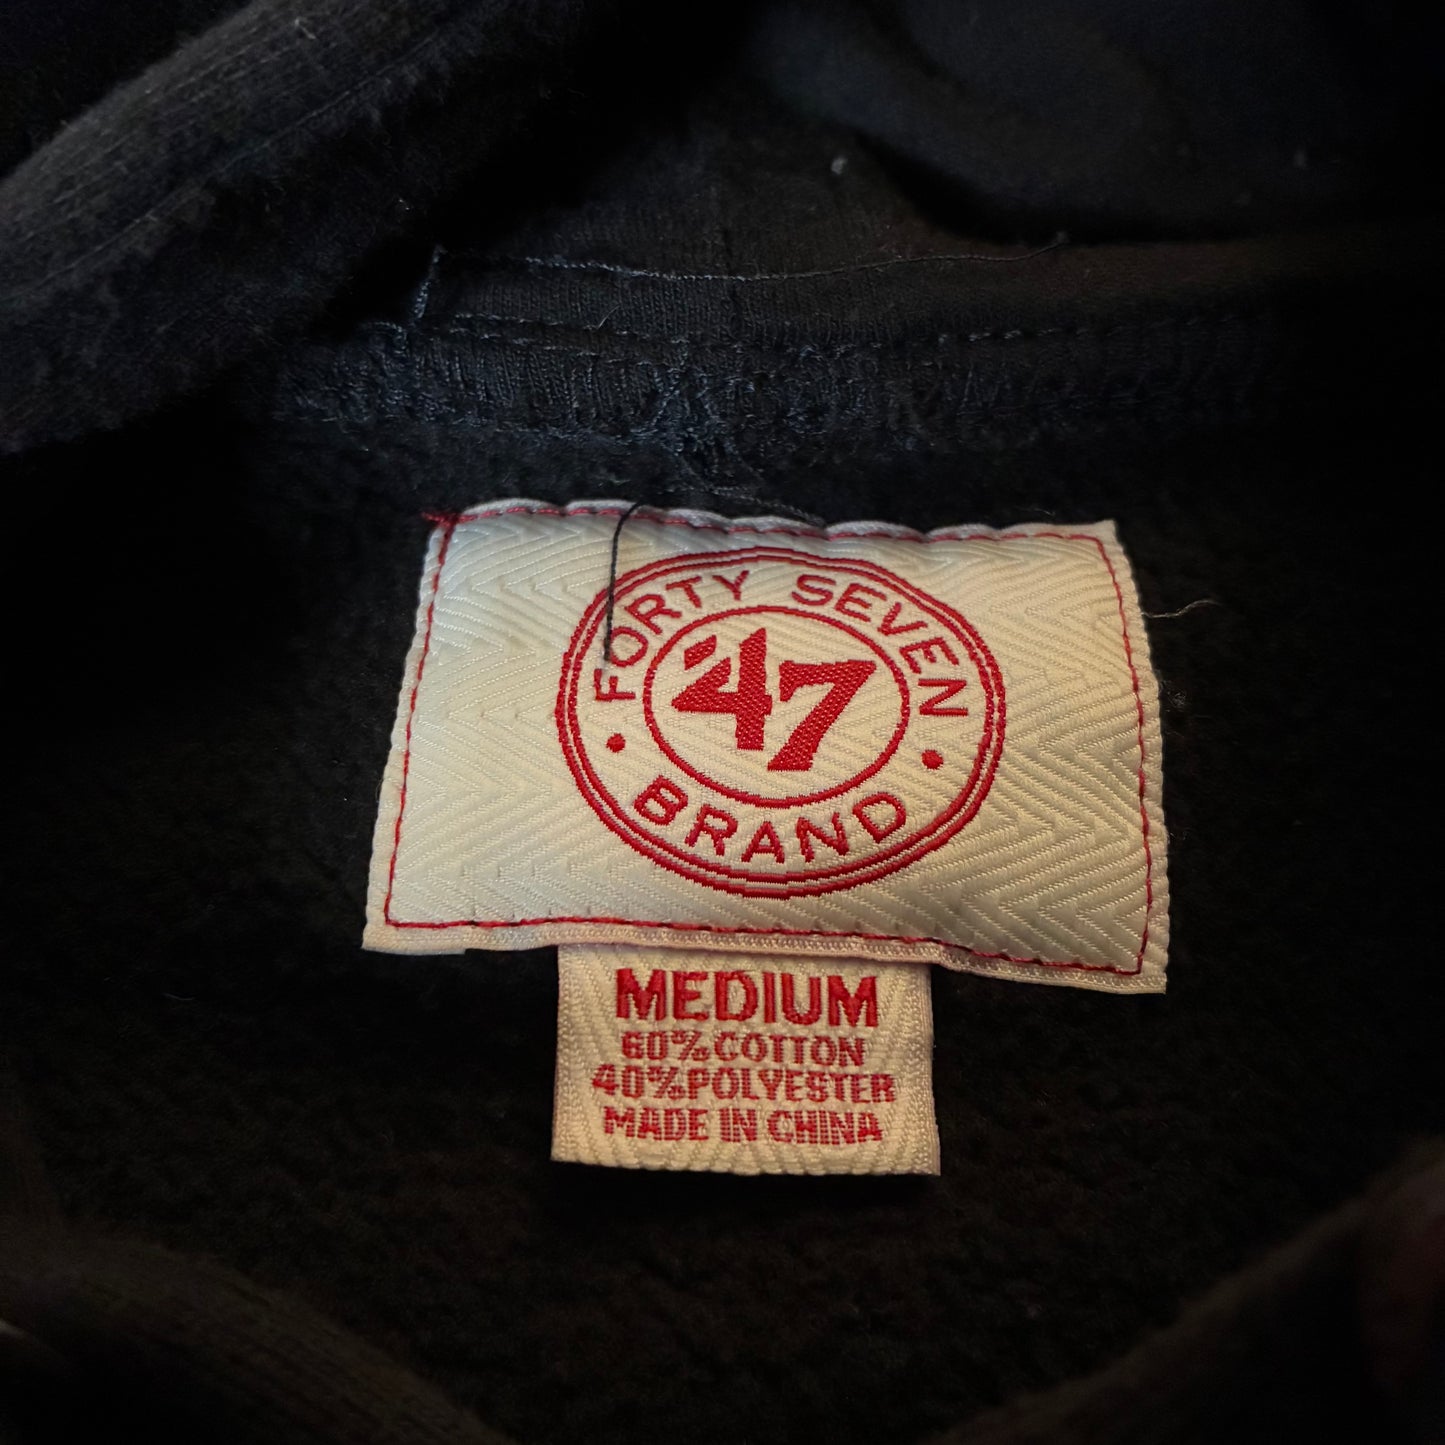 FORTY SEVEN
'47
BRAND
MEDIUM
60% COTTON
40% POLYESTER
MADE IN CHINA